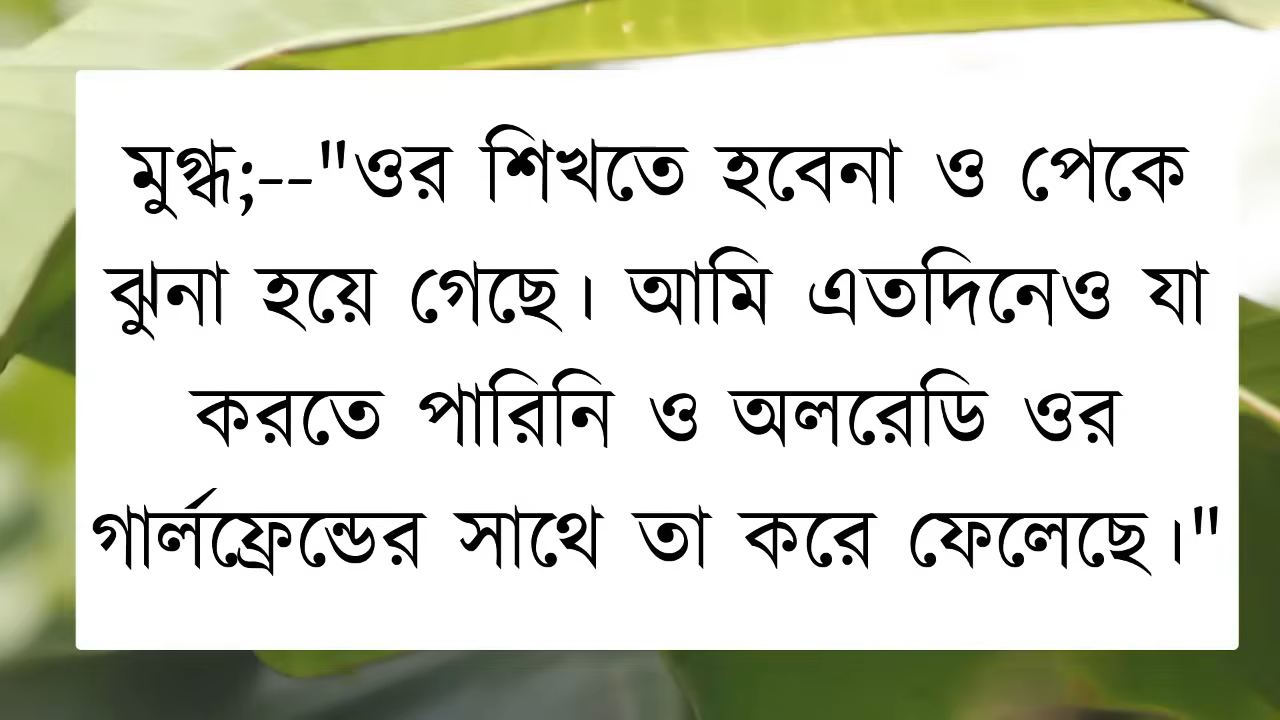 মুগ্ধ;--"ওর শিখতে হবেনা ও পেকে
ঝুনা হয়ে গেছে। আমি এতদিনেও যা
করতে পারিনি ও অলরেডি ওর
গার্লফ্রেন্ডের সাথে তা করে ফেলেছে।"